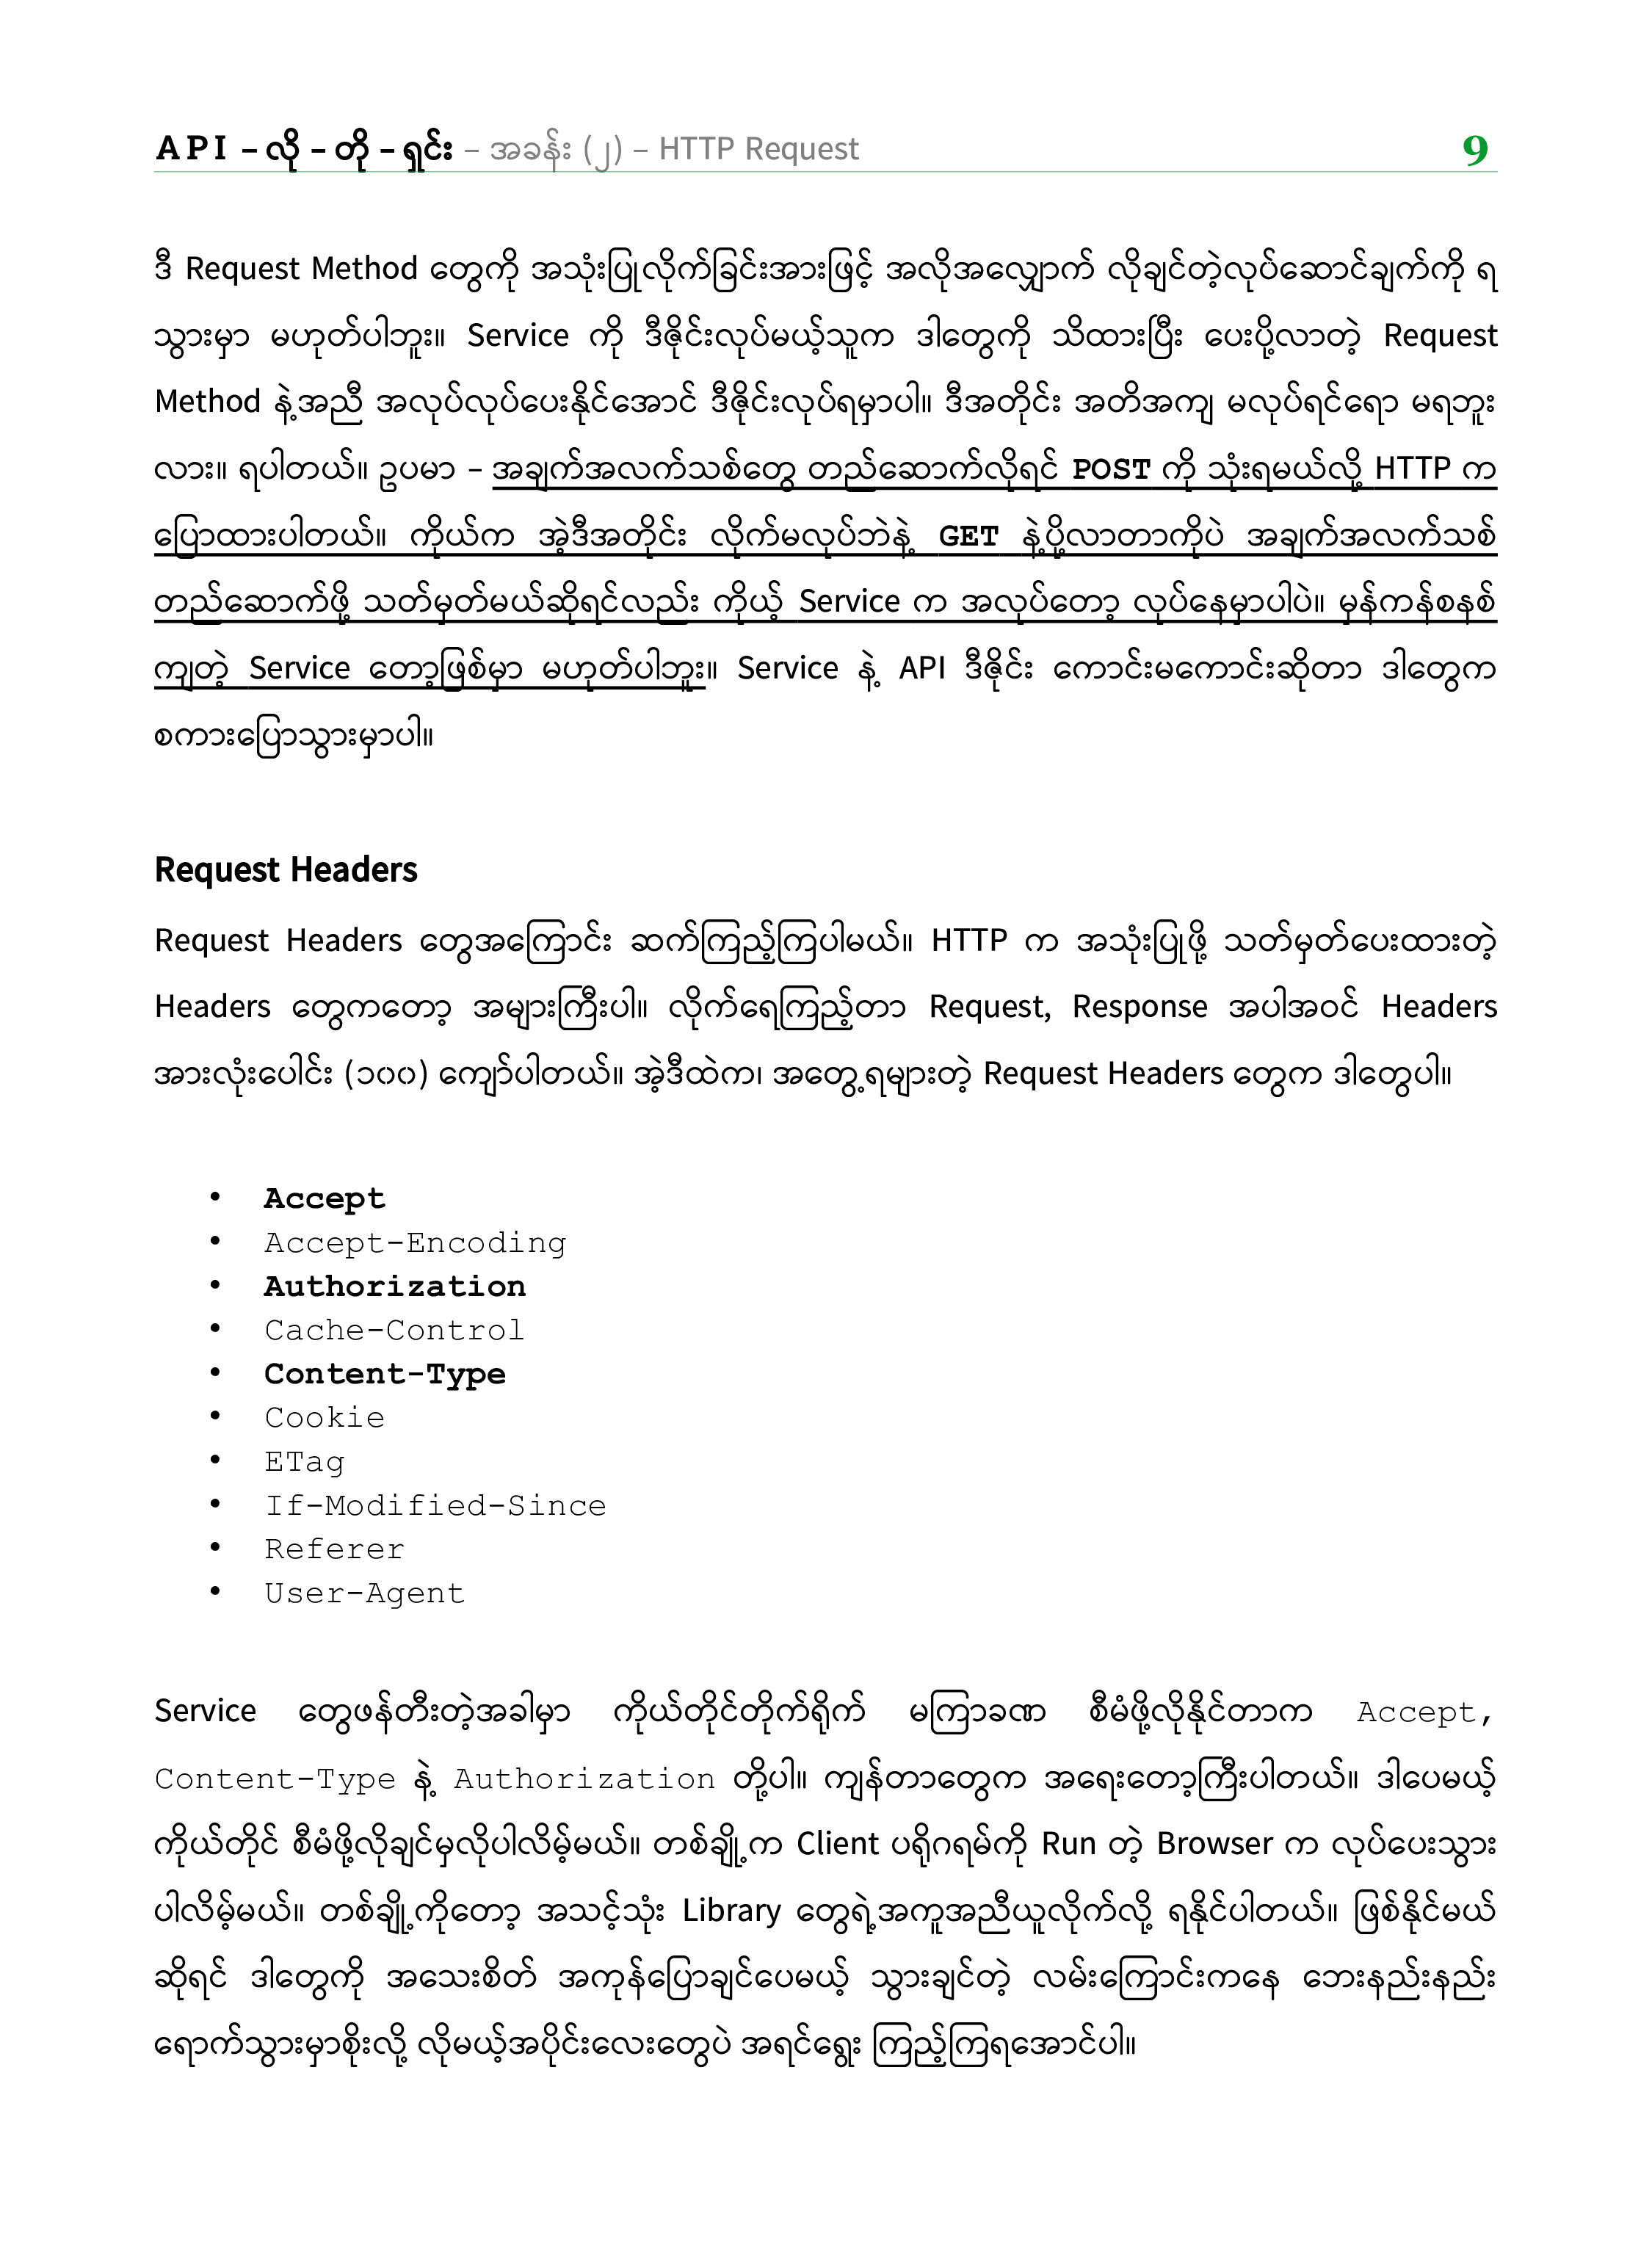 API – လို – တို – ရှင်း – အခန်း (၂) – HTTP Request 9
ဒီ Request Method တွေကို အသုံးပြုလိုက်ခြင်းအားဖြင့် အလိုအလျှောက် လိုချင်တဲ့လုပ်ဆောင်ချက်ကို ရ
သွားမှာ မဟုတ်ပါဘူး။ Service ကို ဒီဇိုင်းလုပ်မယ့်သူက ဒါတွေကို သိထားပြီး ပေးပို့လာတဲ့ Request
Method နဲ့အညီ အလုပ်လုပ်ပေးနိုင်အောင် ဒီဇိုင်းလုပ်ရမှာပါ။ ဒီအတိုင်း အတိအကျ မလုပ်ရင်ရော မရဘူး
လား။ ရပါတယ်။ ဥပမာ – အချက်အလက်သစ်တွေ တည်ဆောက်လိုရင် POST ကို သုံးရမယ်လို့ HTTP က
ပြောထားပါတယ်။ ကိုယ်က အဲ့ဒီအတိုင်း လိုက်မလုပ်ဘဲနဲ့ GET နဲ့ပို့လာတာကိုပဲ အချက်အလက်သစ်
တည်ဆောက်ဖို့ သတ်မှတ်မယ်ဆိုရင်လည်း ကိုယ့် Service က အလုပ်တော့ လုပ်နေမှာပါပဲ။ မှန်ကန်စနစ်
ကျတဲ့ Service တော့ဖြစ်မှာ မဟုတ်ပါဘူး။ Service နဲ့ API ဒီဇိုင်း ကောင်းမကောင်းဆိုတာ ဒါတွေက
စကားပြောသွားမှာပါ။
Request Headers
Request Headers တွေအကြောင်း ဆက်ကြည့်ကြပါမယ်။ HTTP က အသုံးပြုဖို့ သတ်မှတ်ပေးထားတဲ့
Headers တွေကတော့ အများကြီးပါ။ လိုက်ရေကြည့်တာ Request, Response အပါအဝင် Headers
အားလုံးပေါင်း (၁၀၀) ကျော်ပါတယ်။ အဲ့ဒီထဲက၊ အတွေ့ရများတဲ့ Request Headers တွေက ဒါတွေပါ။
• Accept
• Accept-Encoding
• Authorization
• Cache-Control
• Content-Type
• Cookie
• ETag
• If-Modified-Since
• Referer
• User-Agent
Service တွေဖန်တီးတဲ့အခါမှာ ကိုယ်တိုင်တိုက်ရိုက် မကြာခဏ စီမံဖို့လိုနိုင်တာက Accept,
Content-Type နဲ့ Authorization တို့ပါ။ ကျန်တာတွေက အရေးတော့ကြီးပါတယ်။ ဒါပေမယ့်
ကိုယ်တိုင် စီမံဖို့လိုချင်မှလိုပါလိမ့်မယ်။ တစ်ချို့က Client ပရိုဂရမ်ကို Run တဲ့ Browser က လုပ်ပေးသွား
ပါလိမ့်မယ်။ တစ်ချို့ကိုတော့ အသင့်သုံး Library တွေရဲ့အကူအညီယူလိုက်လို့ ရနိုင်ပါတယ်။ ဖြစ်နိုင်မယ်
ဆိုရင် ဒါတွေကို အသေးစိတ် အကုန်ပြောချင်ပေမယ့် သွားချင်တဲ့ လမ်းကြောင်းကနေ ဘေးနည်းနည်း
ရောက်သွားမှာစိုးလို့ လိုမယ့်အပိုင်းလေးတွေပဲ အရင်ရွေး ကြည့်ကြရအောင်ပါ။